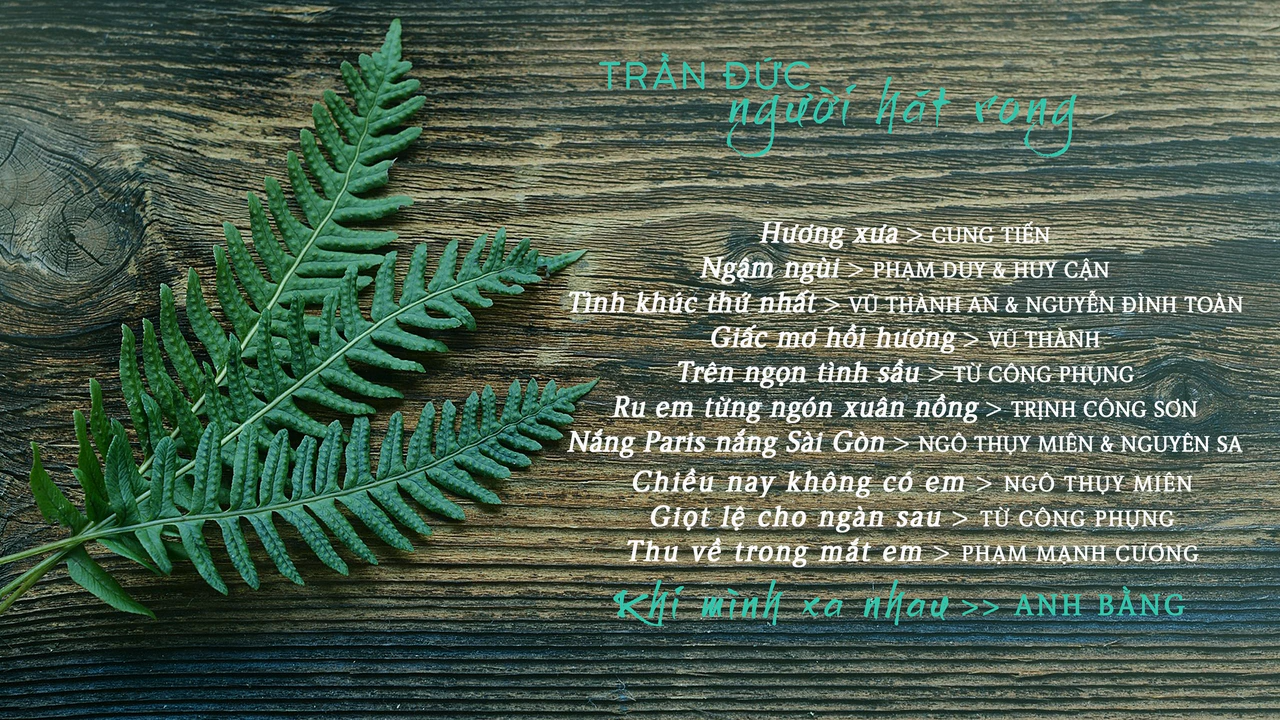 TRẦN ĐỨC
người hát rong
Hương xưa > CUNG TIẾN
Ngậm ngùi > PHẠM DUY & HUY CẬN
Tình khúc thứ nhất > VŨ THÀNH AN & NGUYỄN ĐÌNH TOÀN
Giấc mơ hồi hương > VŨ THÀNH
Trên ngọn tình sầu > TỪ CÔNG PHỤNG
Ru em từng ngón xuân nồng > TRỊNH CÔNG SƠN
Nắng Paris nắng Sài Gòn > NGÔ THỤY MIÊN & NGUYÊN SA
Chiều nay không có em > NGÔ THỤY MIÊN
Giọt lệ cho ngàn sau > TỪ CÔNG PHỤNG
Thu về trong mắt em > PHẠM MẠNH CƯƠNG
Khi mình xa nhau >> ANH BẰNG